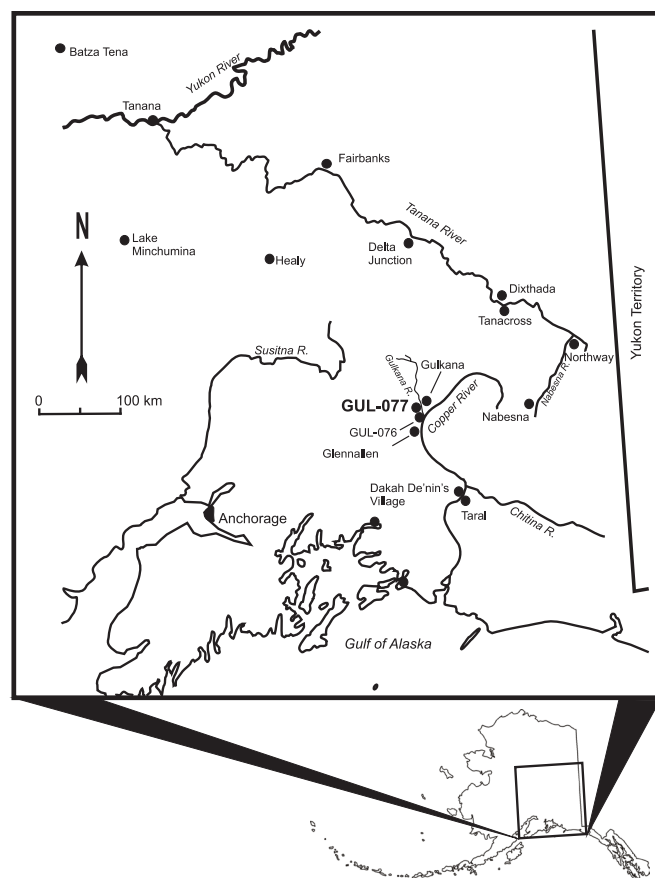 Batza Tena
Yukon River
Tanana
Fairbanks
Tanana River
N
Lake
Minchumina
Healy
Delta
Junction
Dixthada
Tanacross
Yukon Territory
Susitna R.
Gulkana R.
Gulkana
Northway
Nabesna R.
Nabesna
0 100 km
GUL-077
Copper River
GUL-076
Glennallen
Dakah De'nin's
Village
Taral
Chitina R.
Anchorage
Gulf of Alaska